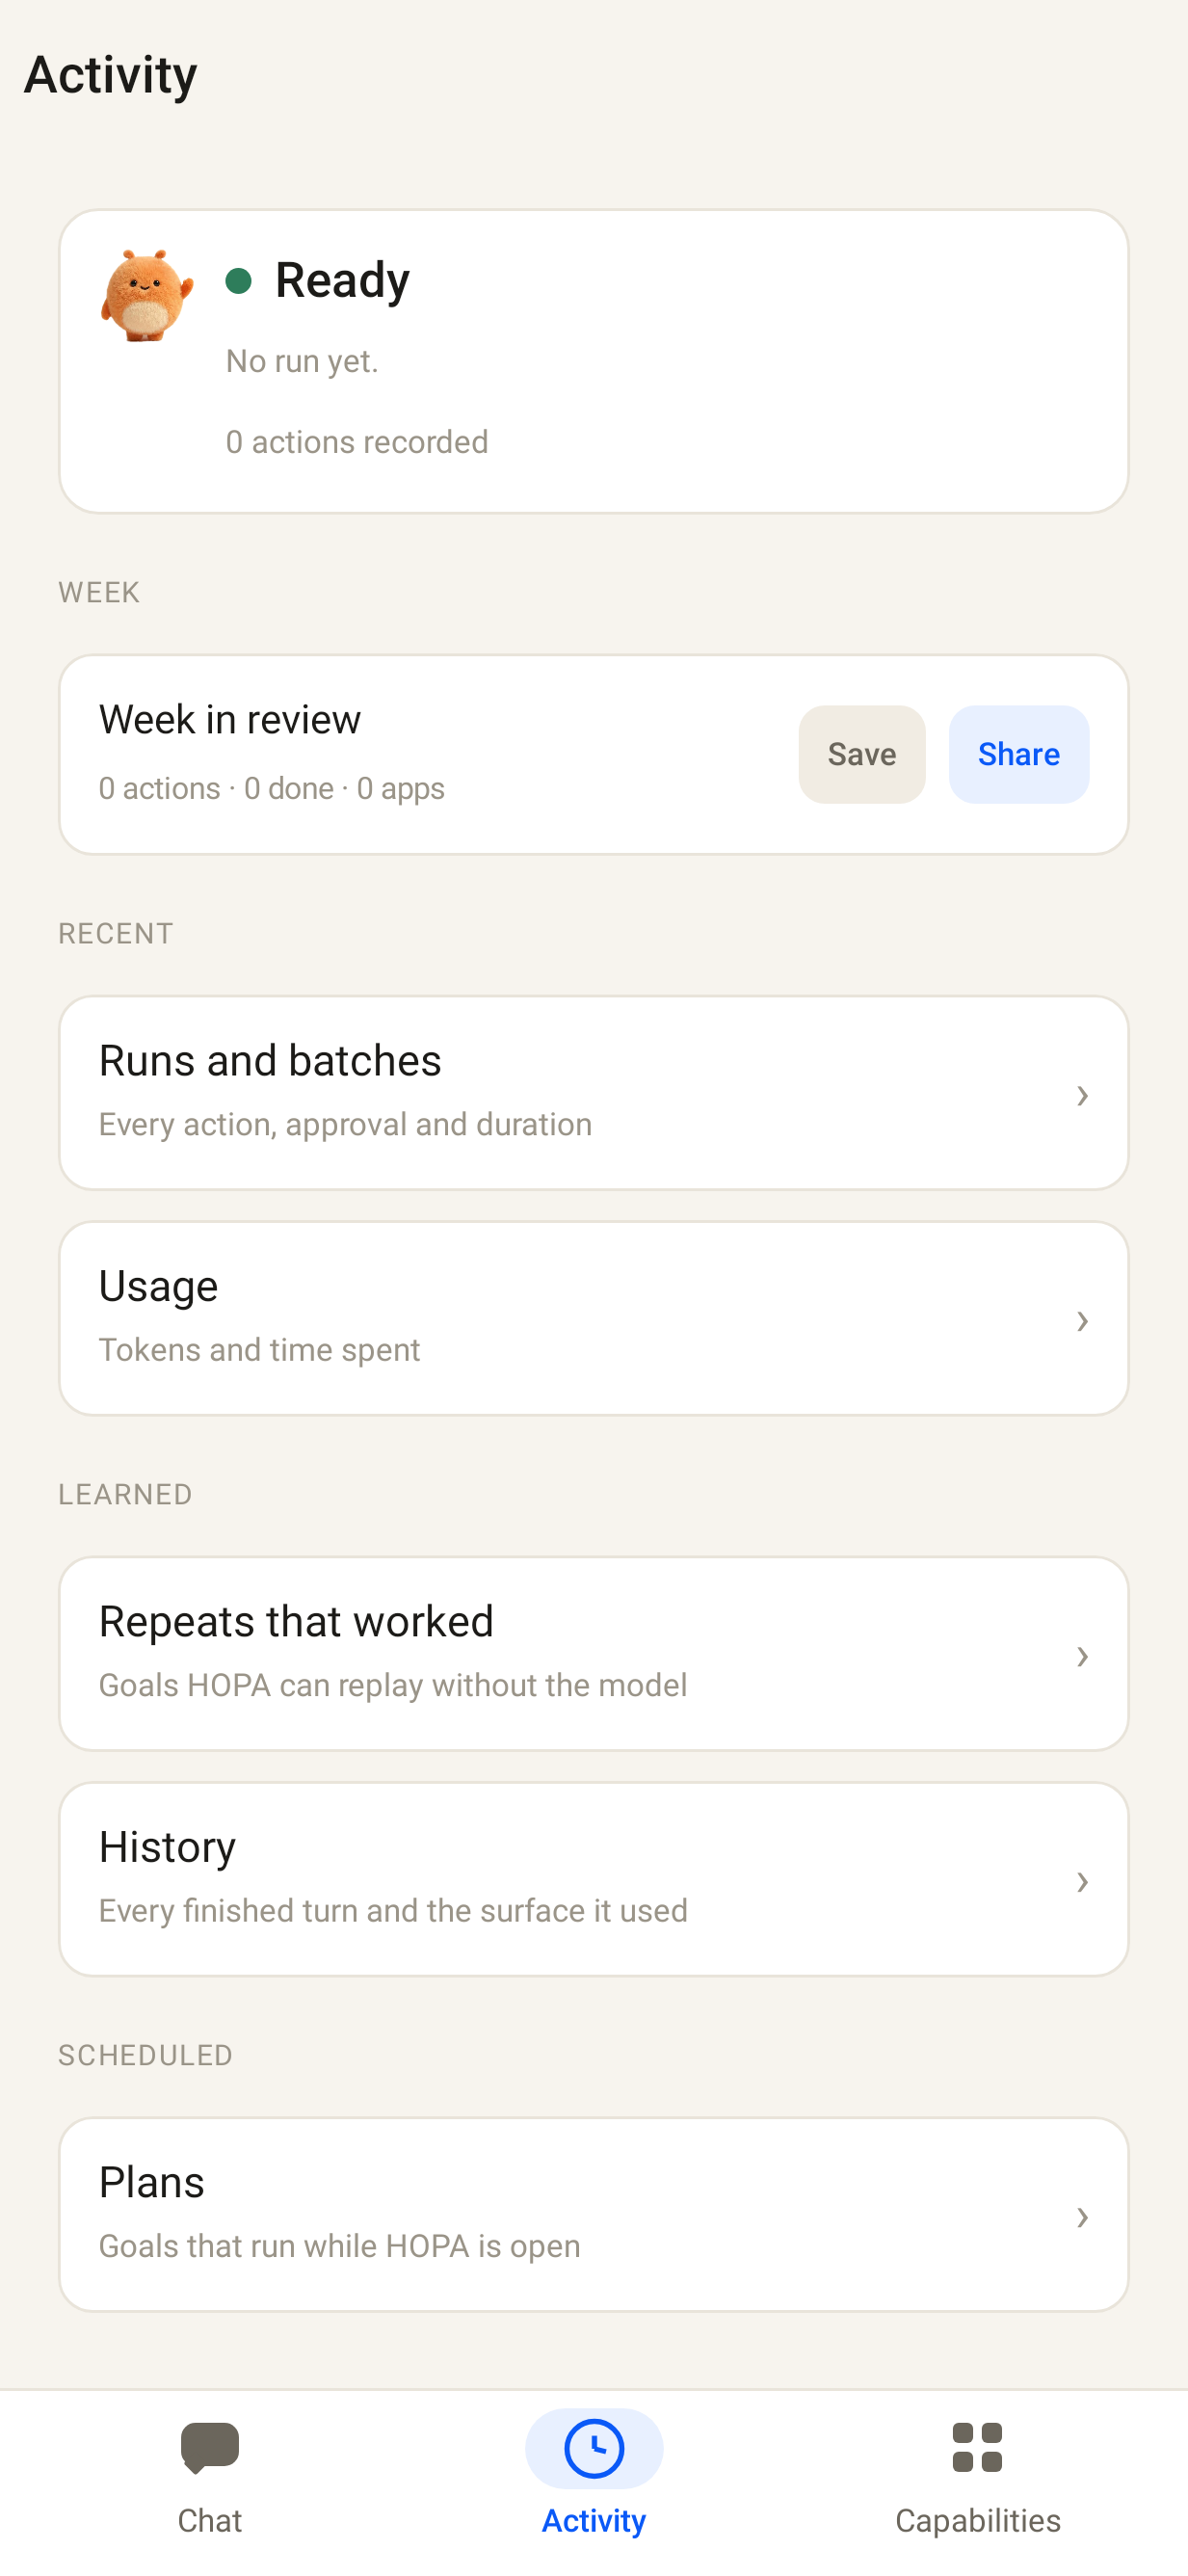 Activity
Ready
No run yet.
0 actions recorded
WEEK
Week in review
0 actions · 0 done · 0 apps
Save
Share
RECENT
Runs and batches
Every action, approval and duration
Usage
Tokens and time spent
LEARNED
Repeats that worked
Goals HOPA can replay without the model
History
Every finished turn and the surface it used
SCHEDULED
Plans
Goals that run while HOPA is open
Chat
Activity
Capabilities